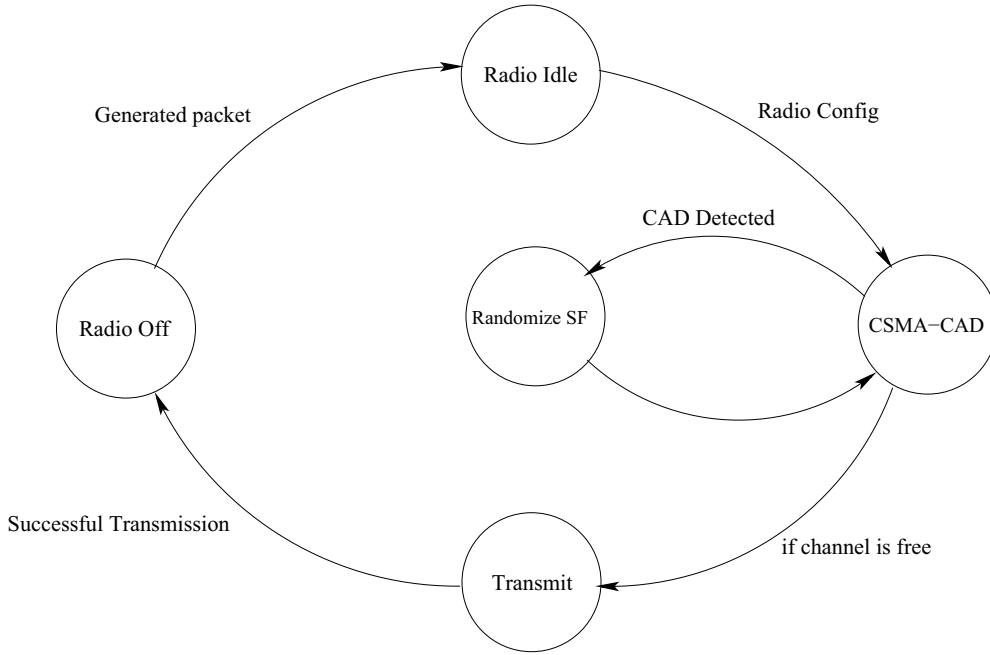 Radio Idle
Generated packet
Radio Config
CAD Detected
Randomize SF
CSMA−CAD
Radio Off
Successful Transmission
if channel is free
Transmit